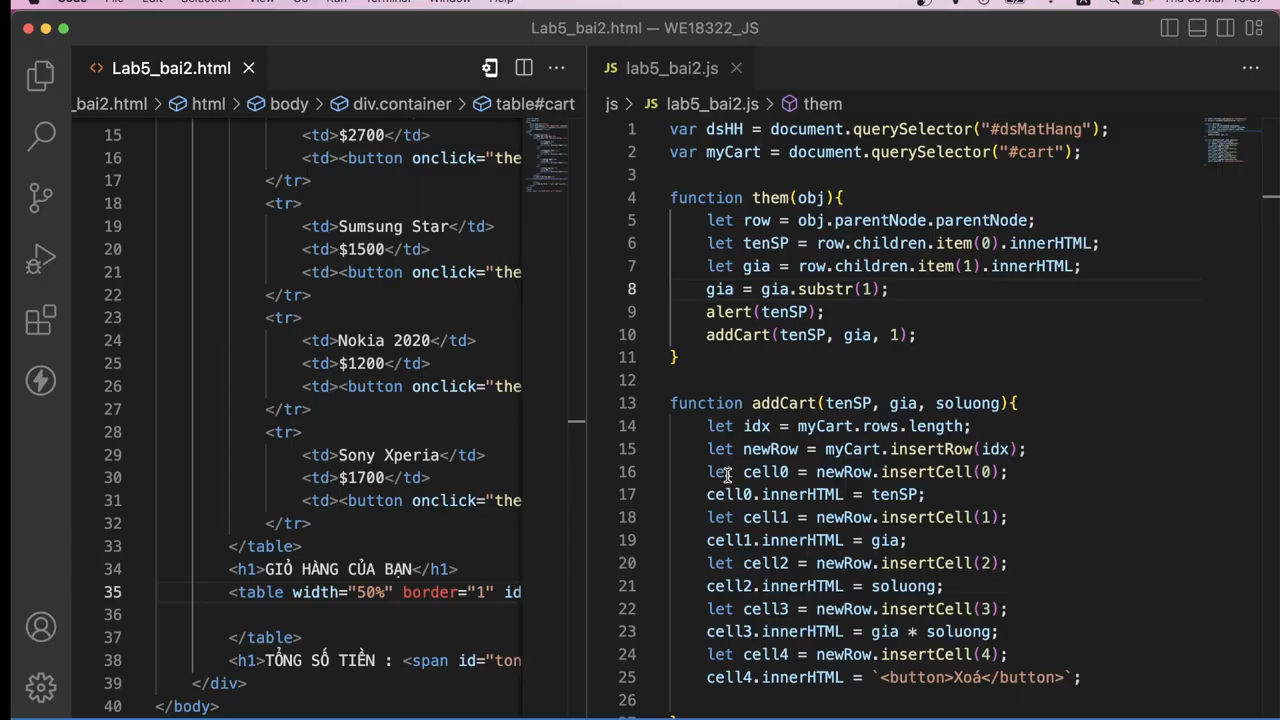 Lab5_bai2.html — WE18322_JS
Lab5_bai2.html
_bai2.html > html > body > div.container > table#cart
15 <td>$2700</td>
16 <td><button onclick="the
17 </tr>
18 <tr>
19 <td>Sumsung Star</td>
20 <td>$1500</td>
21 <td><button onclick="the
22 </tr>
23 <tr>
24 <td>Nokia 2020</td>
25 <td>$1200</td>
26 <td><button onclick="the
27 </tr>
28 <tr>
29 <td>Sony Xperia</td>
30 <td>$1700</td>
31 <td><button onclick="the
32 </tr>
33 </table>
34 <h1>GIỎ HÀNG CỦA BẠN</h1>
35 <table width="50%" border="1" id
36
37 </table>
38 <h1>TỔNG SỐ TIỀN : <span id="ton
39 </div>
40 </body>
JS lab5_bai2.js
js > JS lab5_bai2.js > them
1 var dsHH = document.querySelector("#dsMatHang");
2 var myCart = document.querySelector("#cart");
3
4 function them(obj){
5 let row = obj.parentNode.parentNode;
6 let tenSP = row.children.item(0).innerHTML;
7 let gia = row.children.item(1).innerHTML;
8 gia = gia.substr(1);
9 alert(tenSP);
10 addCart(tenSP, gia, 1);
11 }
12
13 function addCart(tenSP, gia, soluong){
14 let idx = myCart.rows.length;
15 let newRow = myCart.insertRow(idx);
16 let cell0 = newRow.insertCell(0);
17 cell0.innerHTML = tenSP;
18 let cell1 = newRow.insertCell(1);
19 cell1.innerHTML = gia;
20 let cell2 = newRow.insertCell(2);
21 cell2.innerHTML = soluong;
22 let cell3 = newRow.insertCell(3);
23 cell3.innerHTML = gia * soluong;
24 let cell4 = newRow.insertCell(4);
25 cell4.innerHTML = `<button>Xoá</button>`;
26